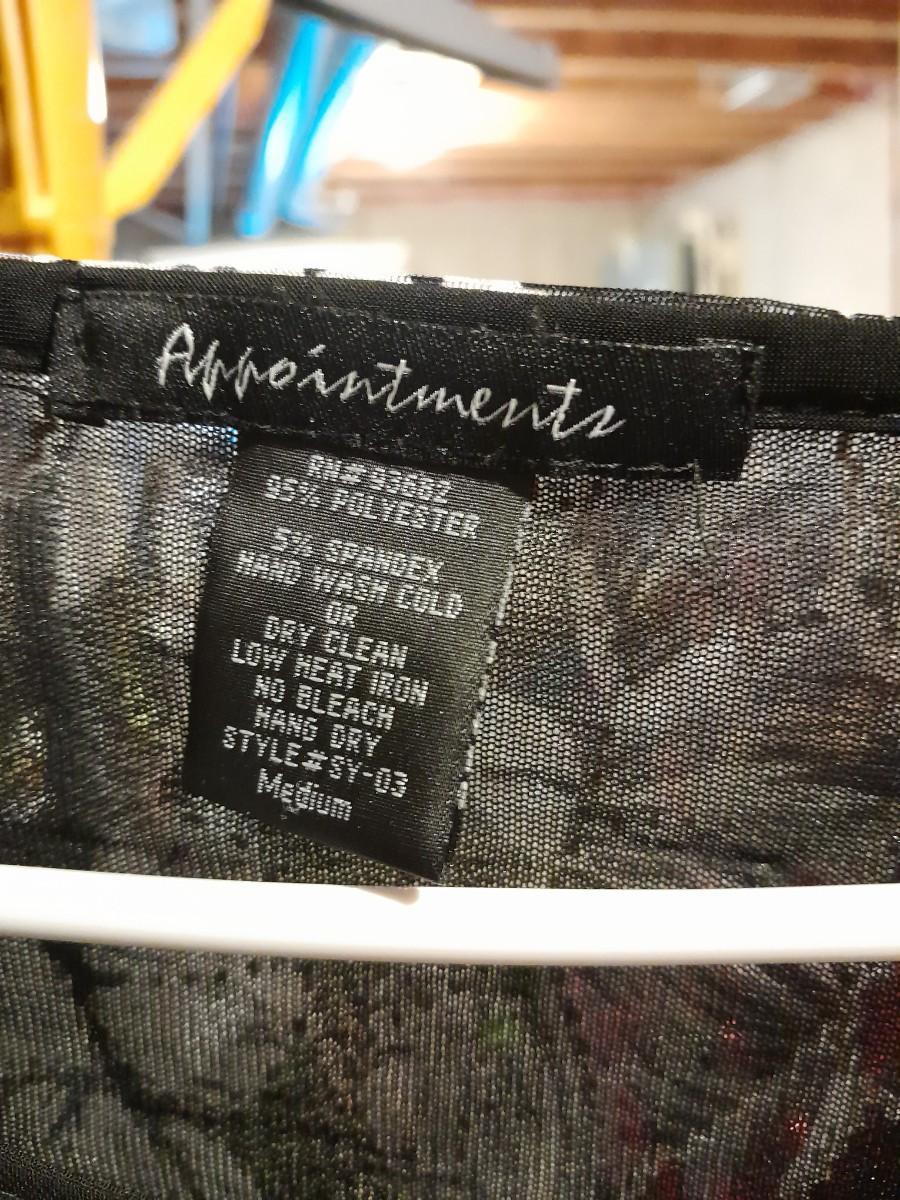 Appointments
95% POLYESTER
5% SPANDEX
HAND WASH COLD
OR
DRY CLEAN
LOW HEAT IRON
NO BLEACH
HANG DRY
STYLE#SY-03
Medium